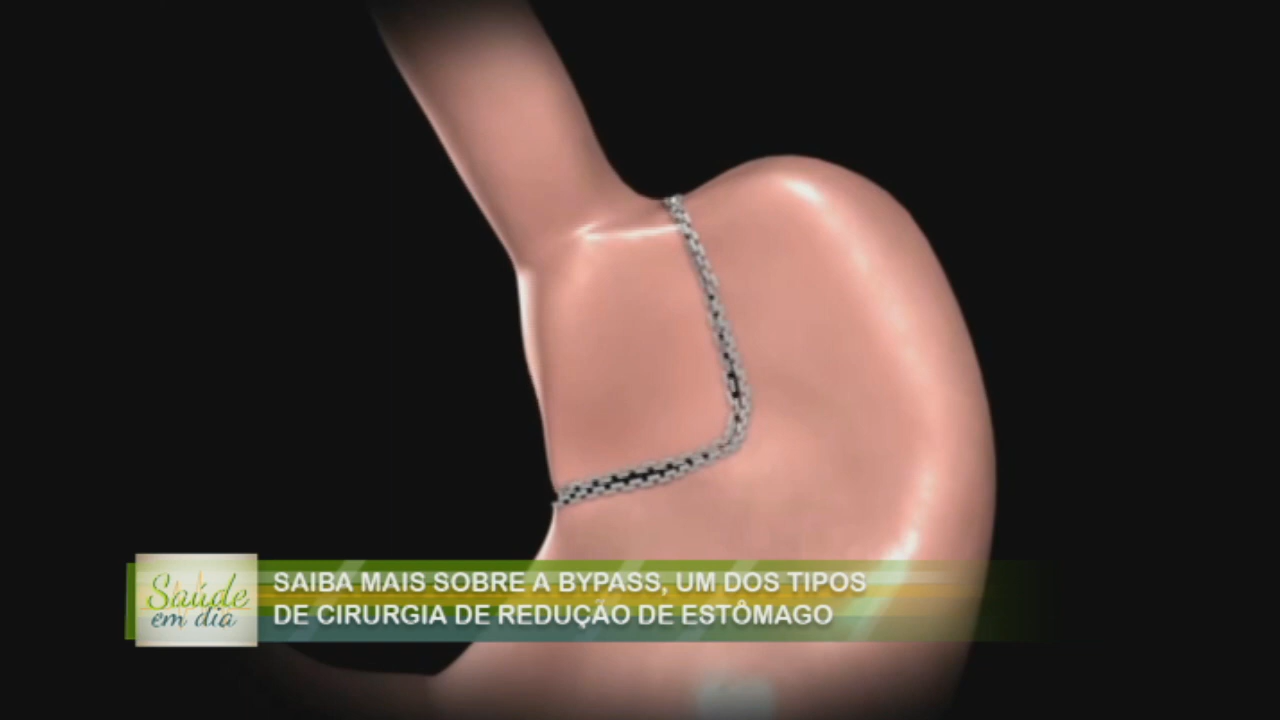 Saúde
em dia
SAIBA MAIS SOBRE A BYPASS, UM DOS TIPOS
DE CIRURGIA DE REDUÇÃO DE ESTÔMAGO